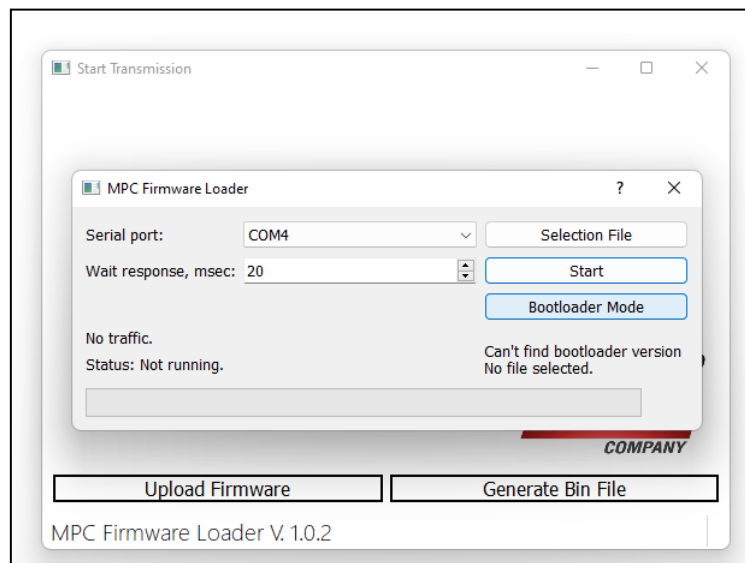 Start Transmission
MPC Firmware Loader
?
Serial port:
COM4
Selection File
Wait response, msec:
20
Start
Bootloader Mode
No traffic.
Status: Not running.
Can't find bootloader version
No file selected.
COMPANY
Upload Firmware
Generate Bin File
MPC Firmware Loader V. 1.0.2